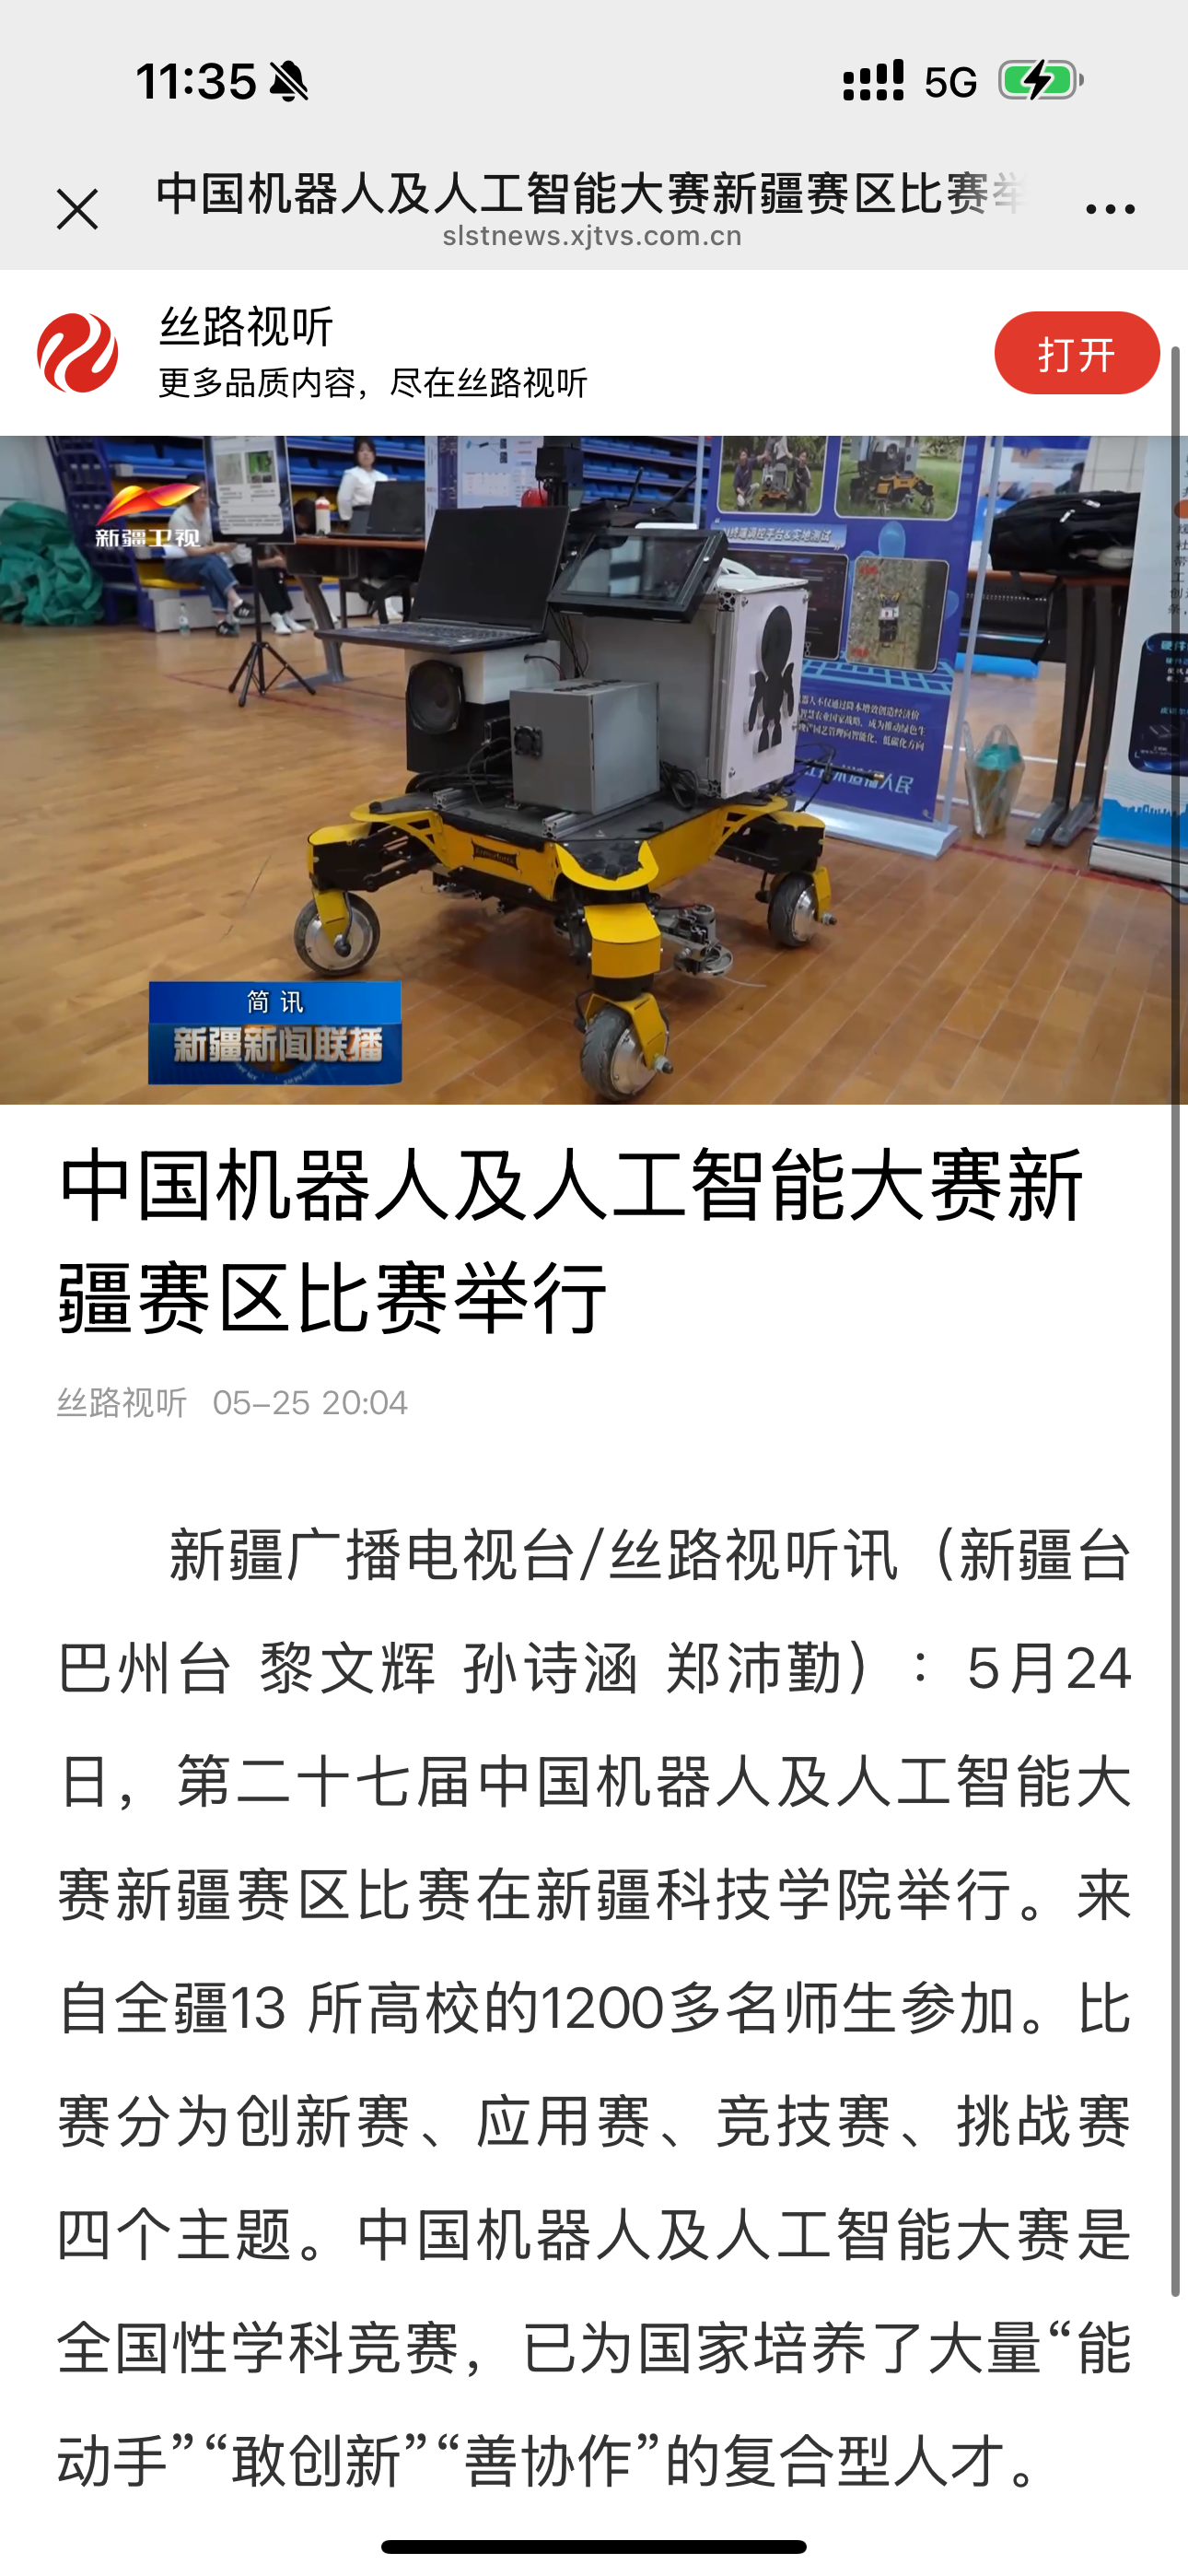 11:35
5G
中国机器人及人工智能大赛新疆赛区比赛举
slstnews.xjtvs.com.cn
丝路视听
更多品质内容，尽在丝路视听
打开
新疆卫视
简讯
新疆新闻联播
中国机器人及人工智能大赛新
疆赛区比赛举行
丝路视听 05-25 20:04
新疆广播电视台/丝路视听讯（新疆台
巴州台 黎文辉 孙诗涵 郑沛勤）：5月24
日，第二十七届中国机器人及人工智能大
赛新疆赛区比赛在新疆科技学院举行。来
自全疆13 所高校的1200多名师生参加。比
赛分为创新赛、应用赛、竞技赛、挑战赛
四个主题。中国机器人及人工智能大赛是
全国性学科竞赛，已为国家培养了大量“能
动手”“敢创新”“善协作”的复合型人才。